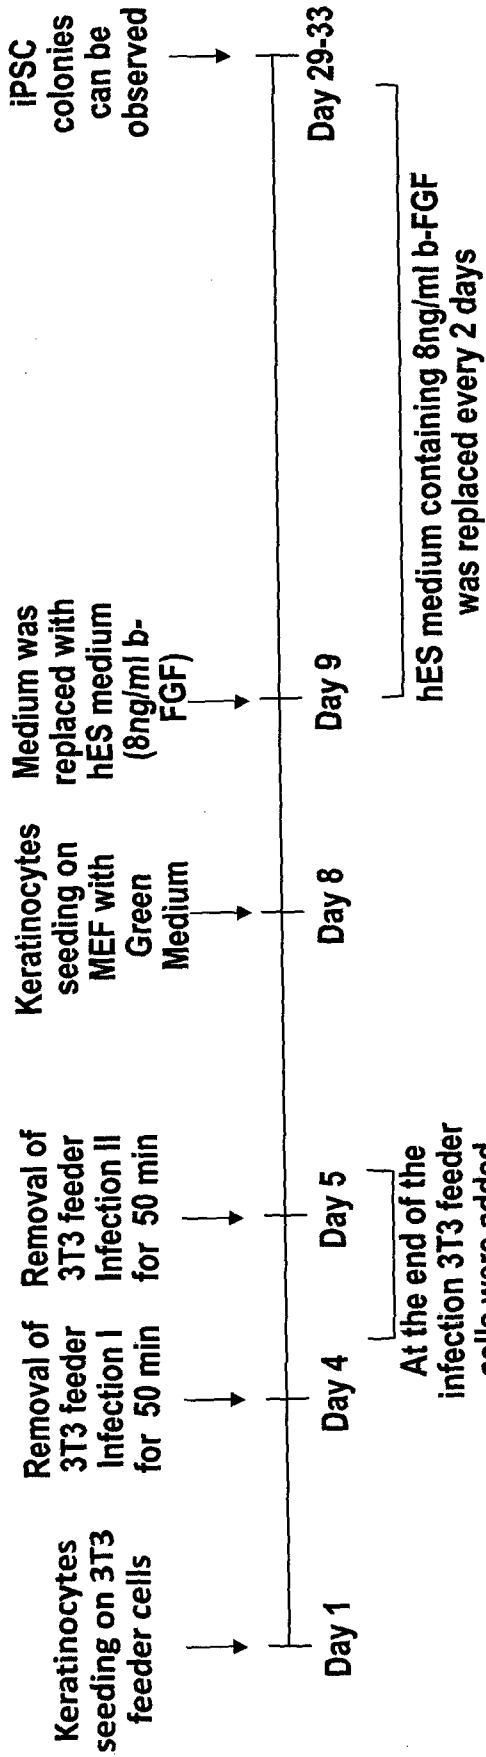 Keratinocytes
seeding on 3T3
feeder cells
Day 1
Removal of
3T3 feeder
Infection I
for 50 min
Day 4
Removal of
3T3 feeder
Infection II
for 50 min
Day 5
At the end of the
infection 3T3 feeder
cells were added
Keratinocytes
seeding on
MEF with
Green
Medium
Day 8
Medium was
replaced with
hES medium
(8ng/ml b-
FGF)
Day 9
iPSC
colonies
can be
observed
Day 29-33
hES medium containing 8ng/ml b-FGF
was replaced every 2 days